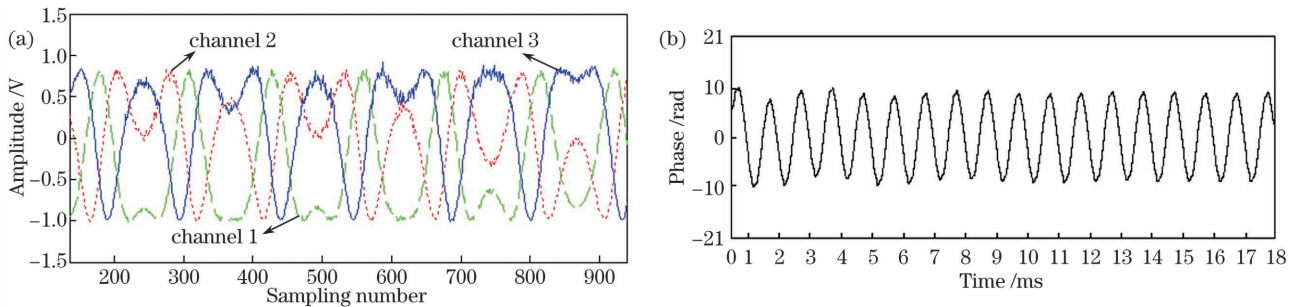 (a)
1.5
1.0
0.5
0
−0.5
−1.0
−1.5
Amplitude /V
channel 2
channel 3
channel 1
200 300 400 500 600 700 800 900
Sampling number
(b)
21
10
0
−10
−21
Phase /rad
0 1 2 3 4 5 6 7 8 9 10 11 12 13 14 15 16 17 18
Time /ms